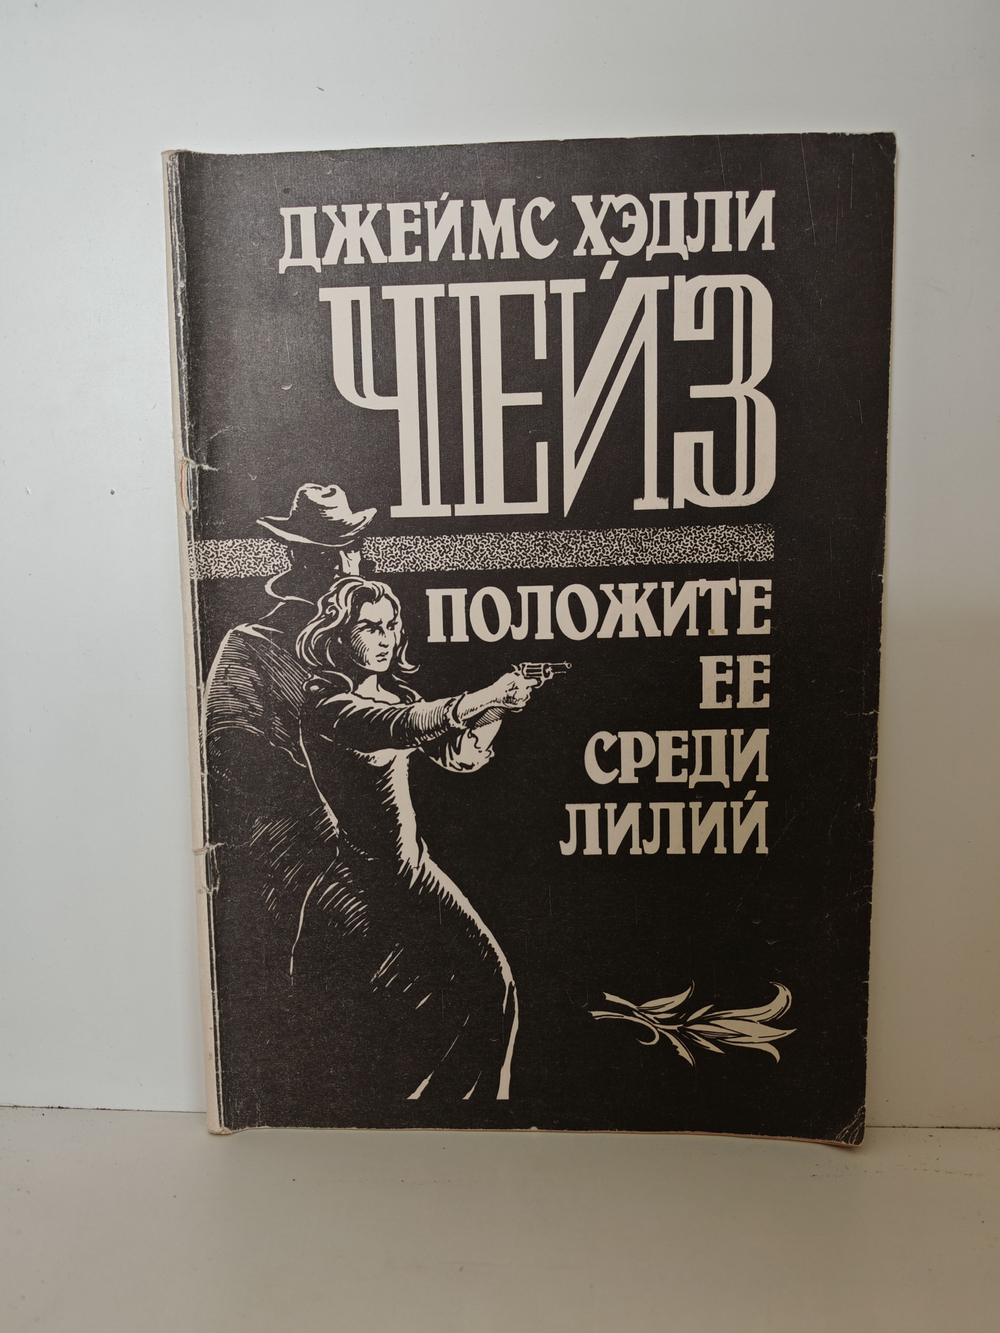 ДЖЕЙМС ХЭДЛИ
ЧЕЙЗ
ПОЛОЖИТЕ
ЕЕ
СРЕДИ
ЛИЛИЙ